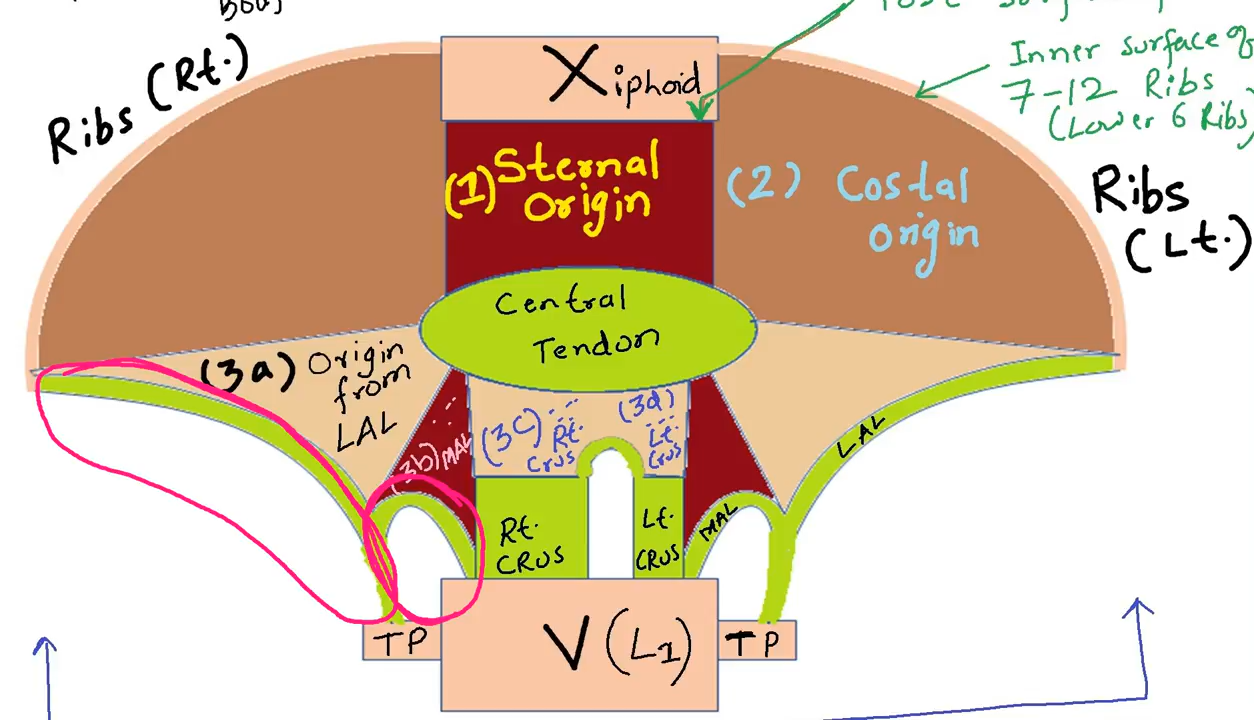 Body
Ribs (Rt.)
Xiphoid
Inner surface of
7-12 Ribs
(Lower 6 Ribs)
(1) Sternal
Origin
(2) Costal
Origin
Ribs
(Lt.)
Central
Tendon
(3a) Origin
from
LAL
(3b) MAL
(3c) Rt.
Crus
(3d)
Lt.
Crus
LAL
MAL
Rt.
CRUS
Lt.
CRUS
TP
V (L1)
TP